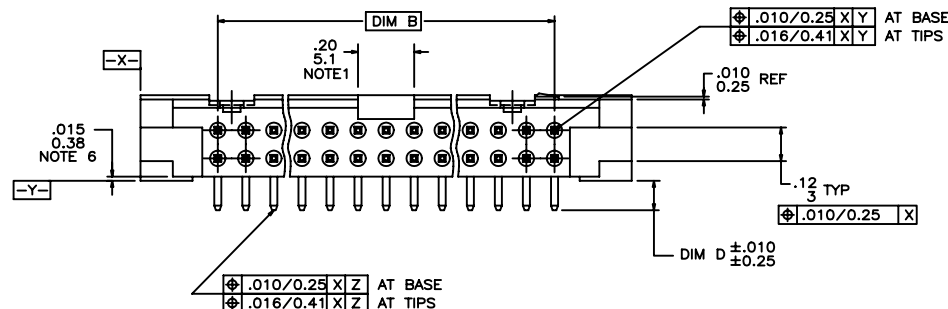 DIM B
⌖ .010/0.25 X Y AT BASE
⌖ .016/0.41 X Y AT TIPS
.20
5.1
NOTE1
-X-
.010
0.25 REF
.015
0.38
NOTE 6
-Y-
.12
3 TYP
⌖ .010/0.25 X
DIM D ±.010
±0.25
⌖ .010/0.25 X Z AT BASE
⌖ .016/0.41 X Z AT TIPS